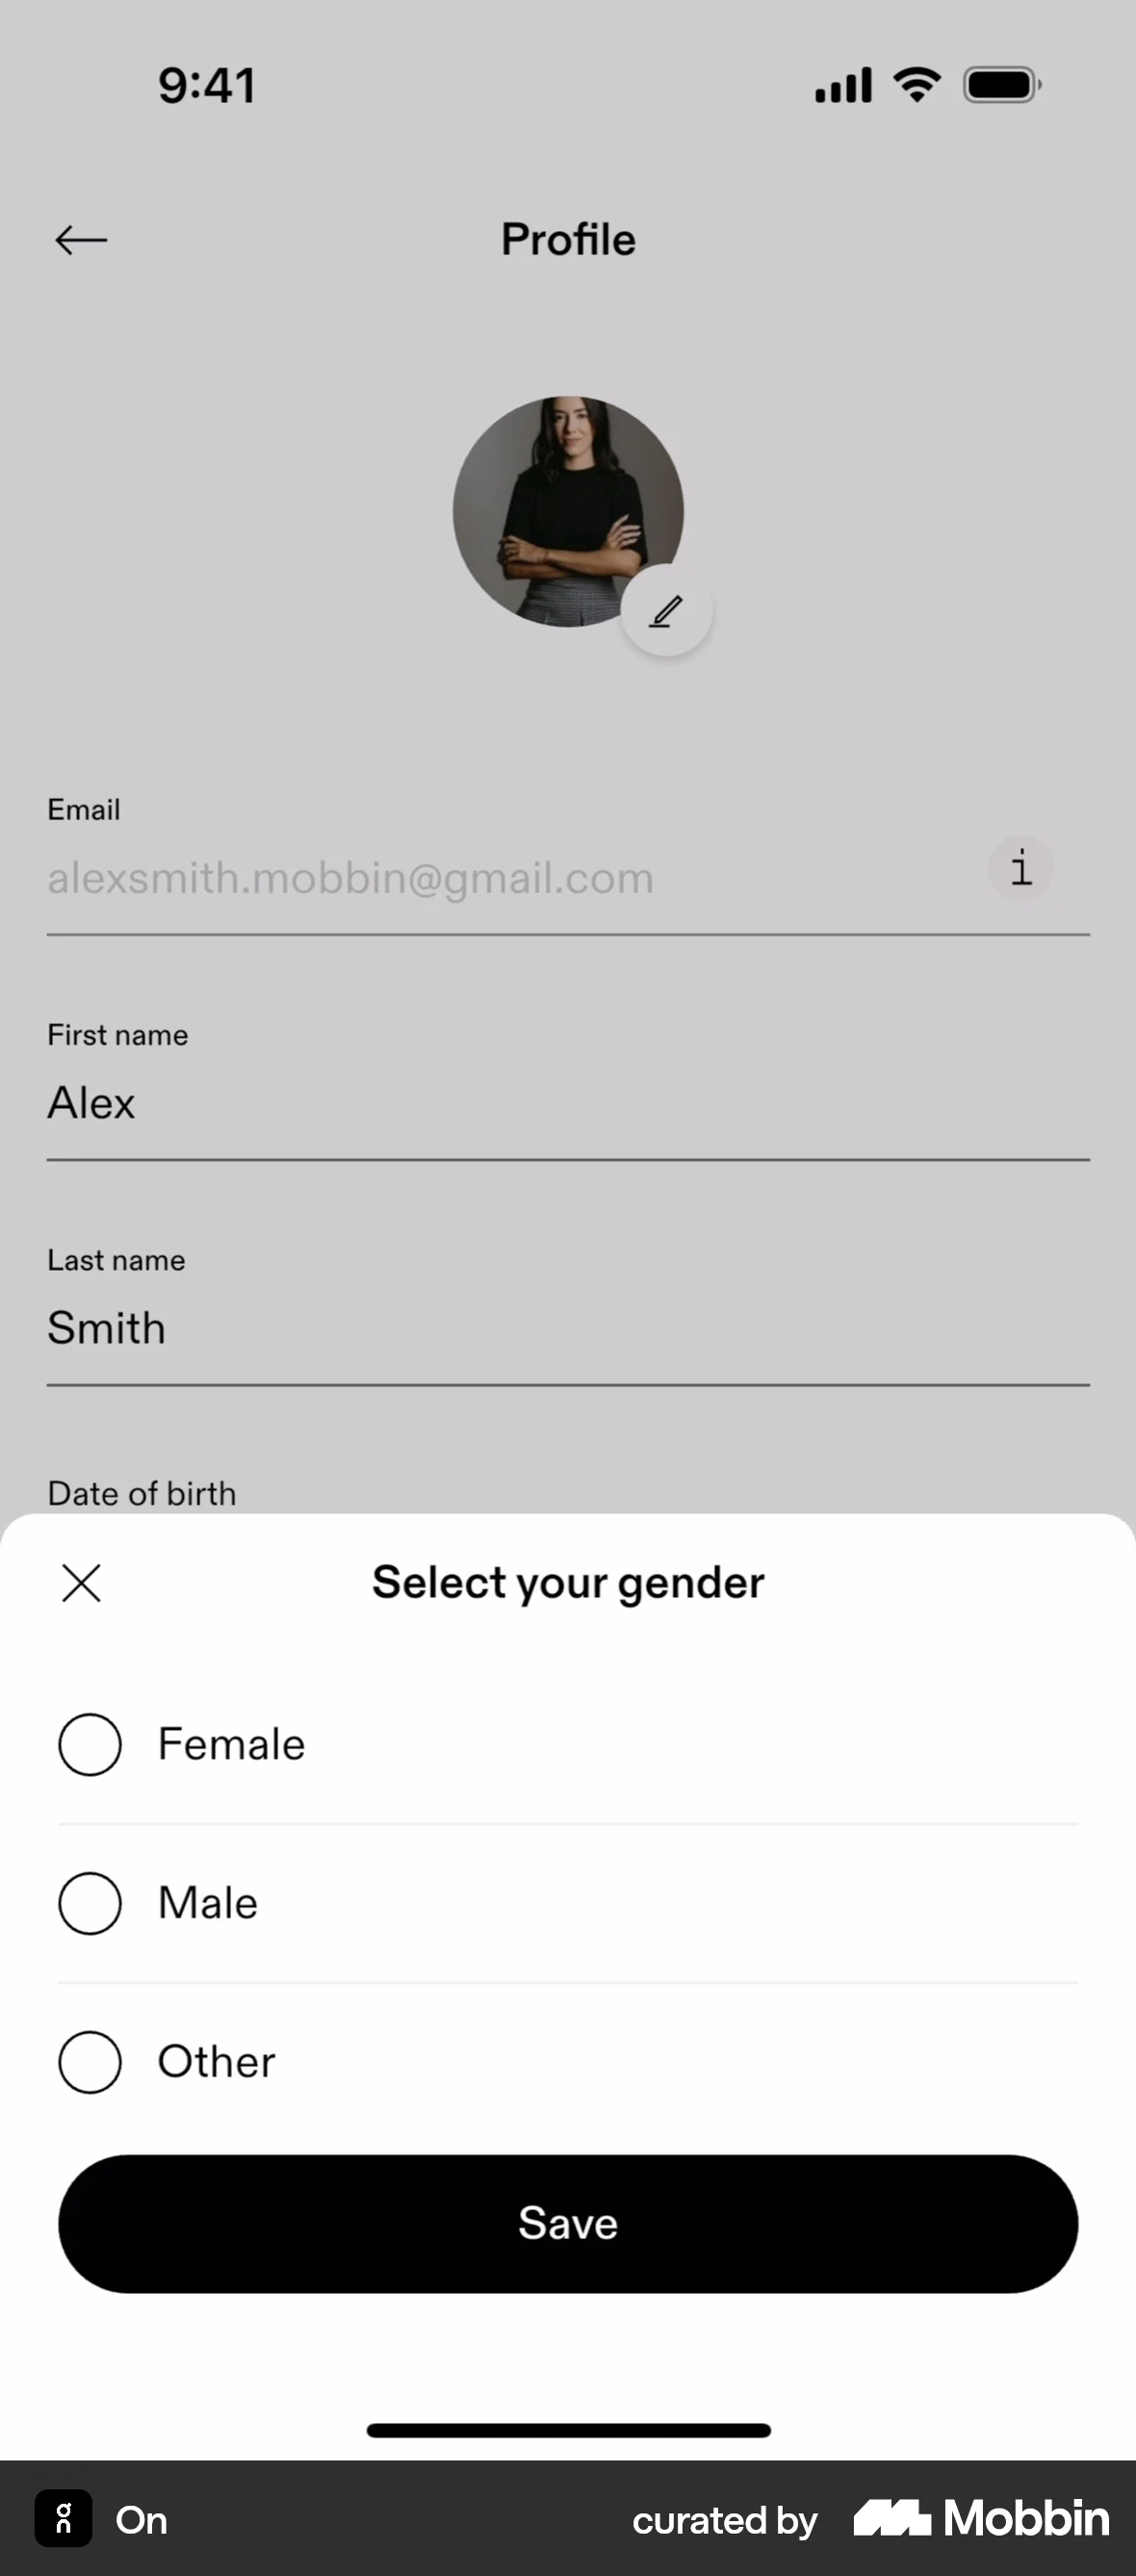 9:41
Profile
Email
alexsmith.mobbin@gmail.com
i
First name
Alex
Last name
Smith
Date of birth
Select your gender
Female
Male
Other
Save
On
curated by Mobbin